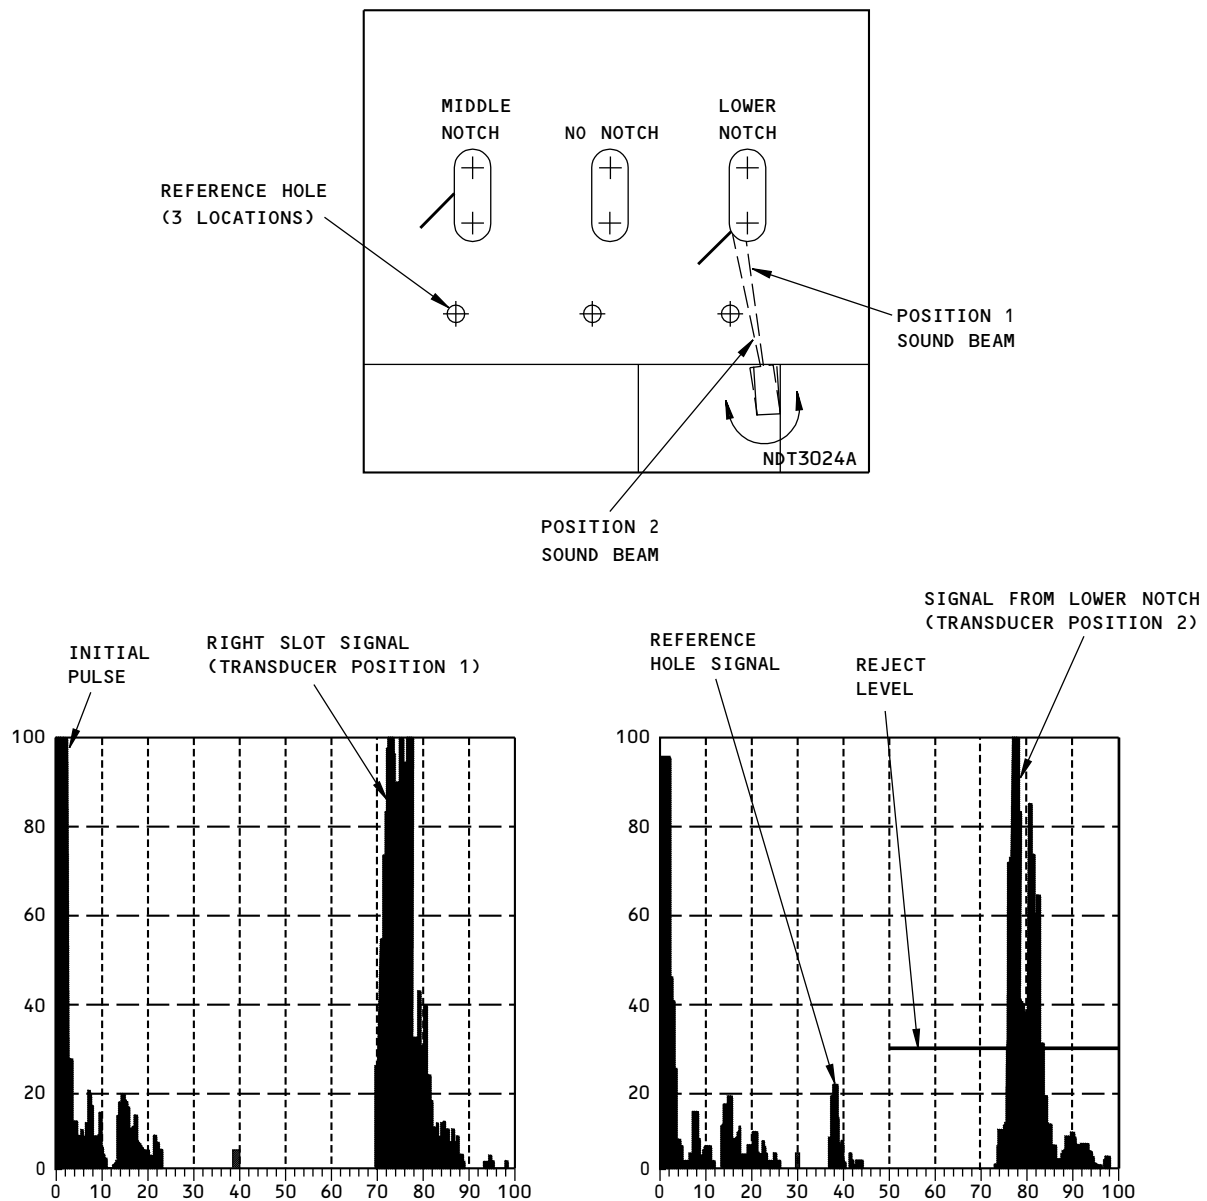 MIDDLE
NOTCH
NO NOTCH
LOWER
NOTCH
REFERENCE HOLE
(3 LOCATIONS)
POSITION 1
SOUND BEAM
NDT3024A
POSITION 2
SOUND BEAM
INITIAL
PULSE
RIGHT SLOT SIGNAL
(TRANSDUCER POSITION 1)
REFERENCE
HOLE SIGNAL
REJECT
LEVEL
SIGNAL FROM LOWER NOTCH
(TRANSDUCER POSITION 2)
100
80
60
40
20
0
0 10 20 30 40 50 60 70 80 90 100
100
80
60
40
20
0
0 10 20 30 40 50 60 70 80 90 100